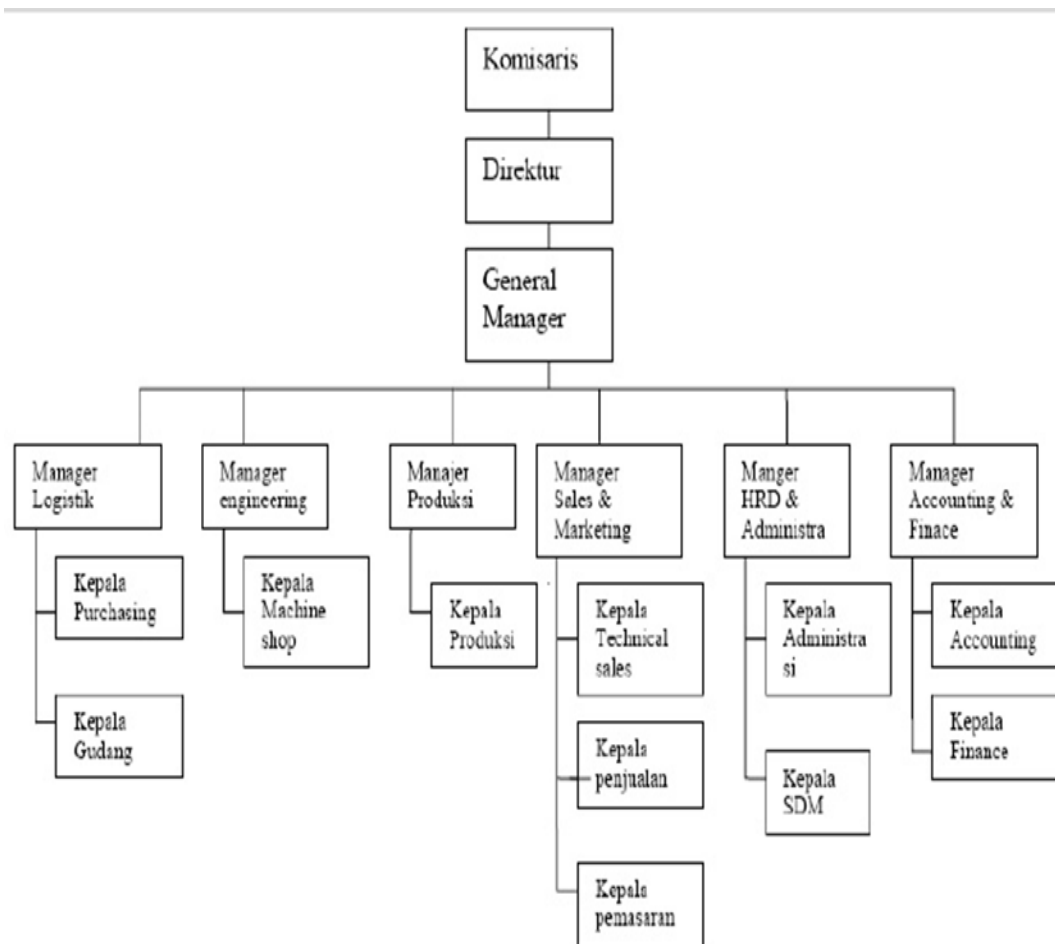 Komisaris
Direktur
General
Manager
Manager
Logistik
Manager
engineering
Manajer
Produksi
Manager
Sales &
Marketing
Manger
HRD &
Administra
Manager
Accounting &
Finace
Kepala
Purchasing
Kepala
Gudang
Kepala
Machine
shop
Kepala
Produksi
Kepala
Technical
sales
Kepala
penjualan
Kepala
pemasaran
Kepala
Administra
si
Kepala
SDM
Kepala
Accounting
Kepala
Finance